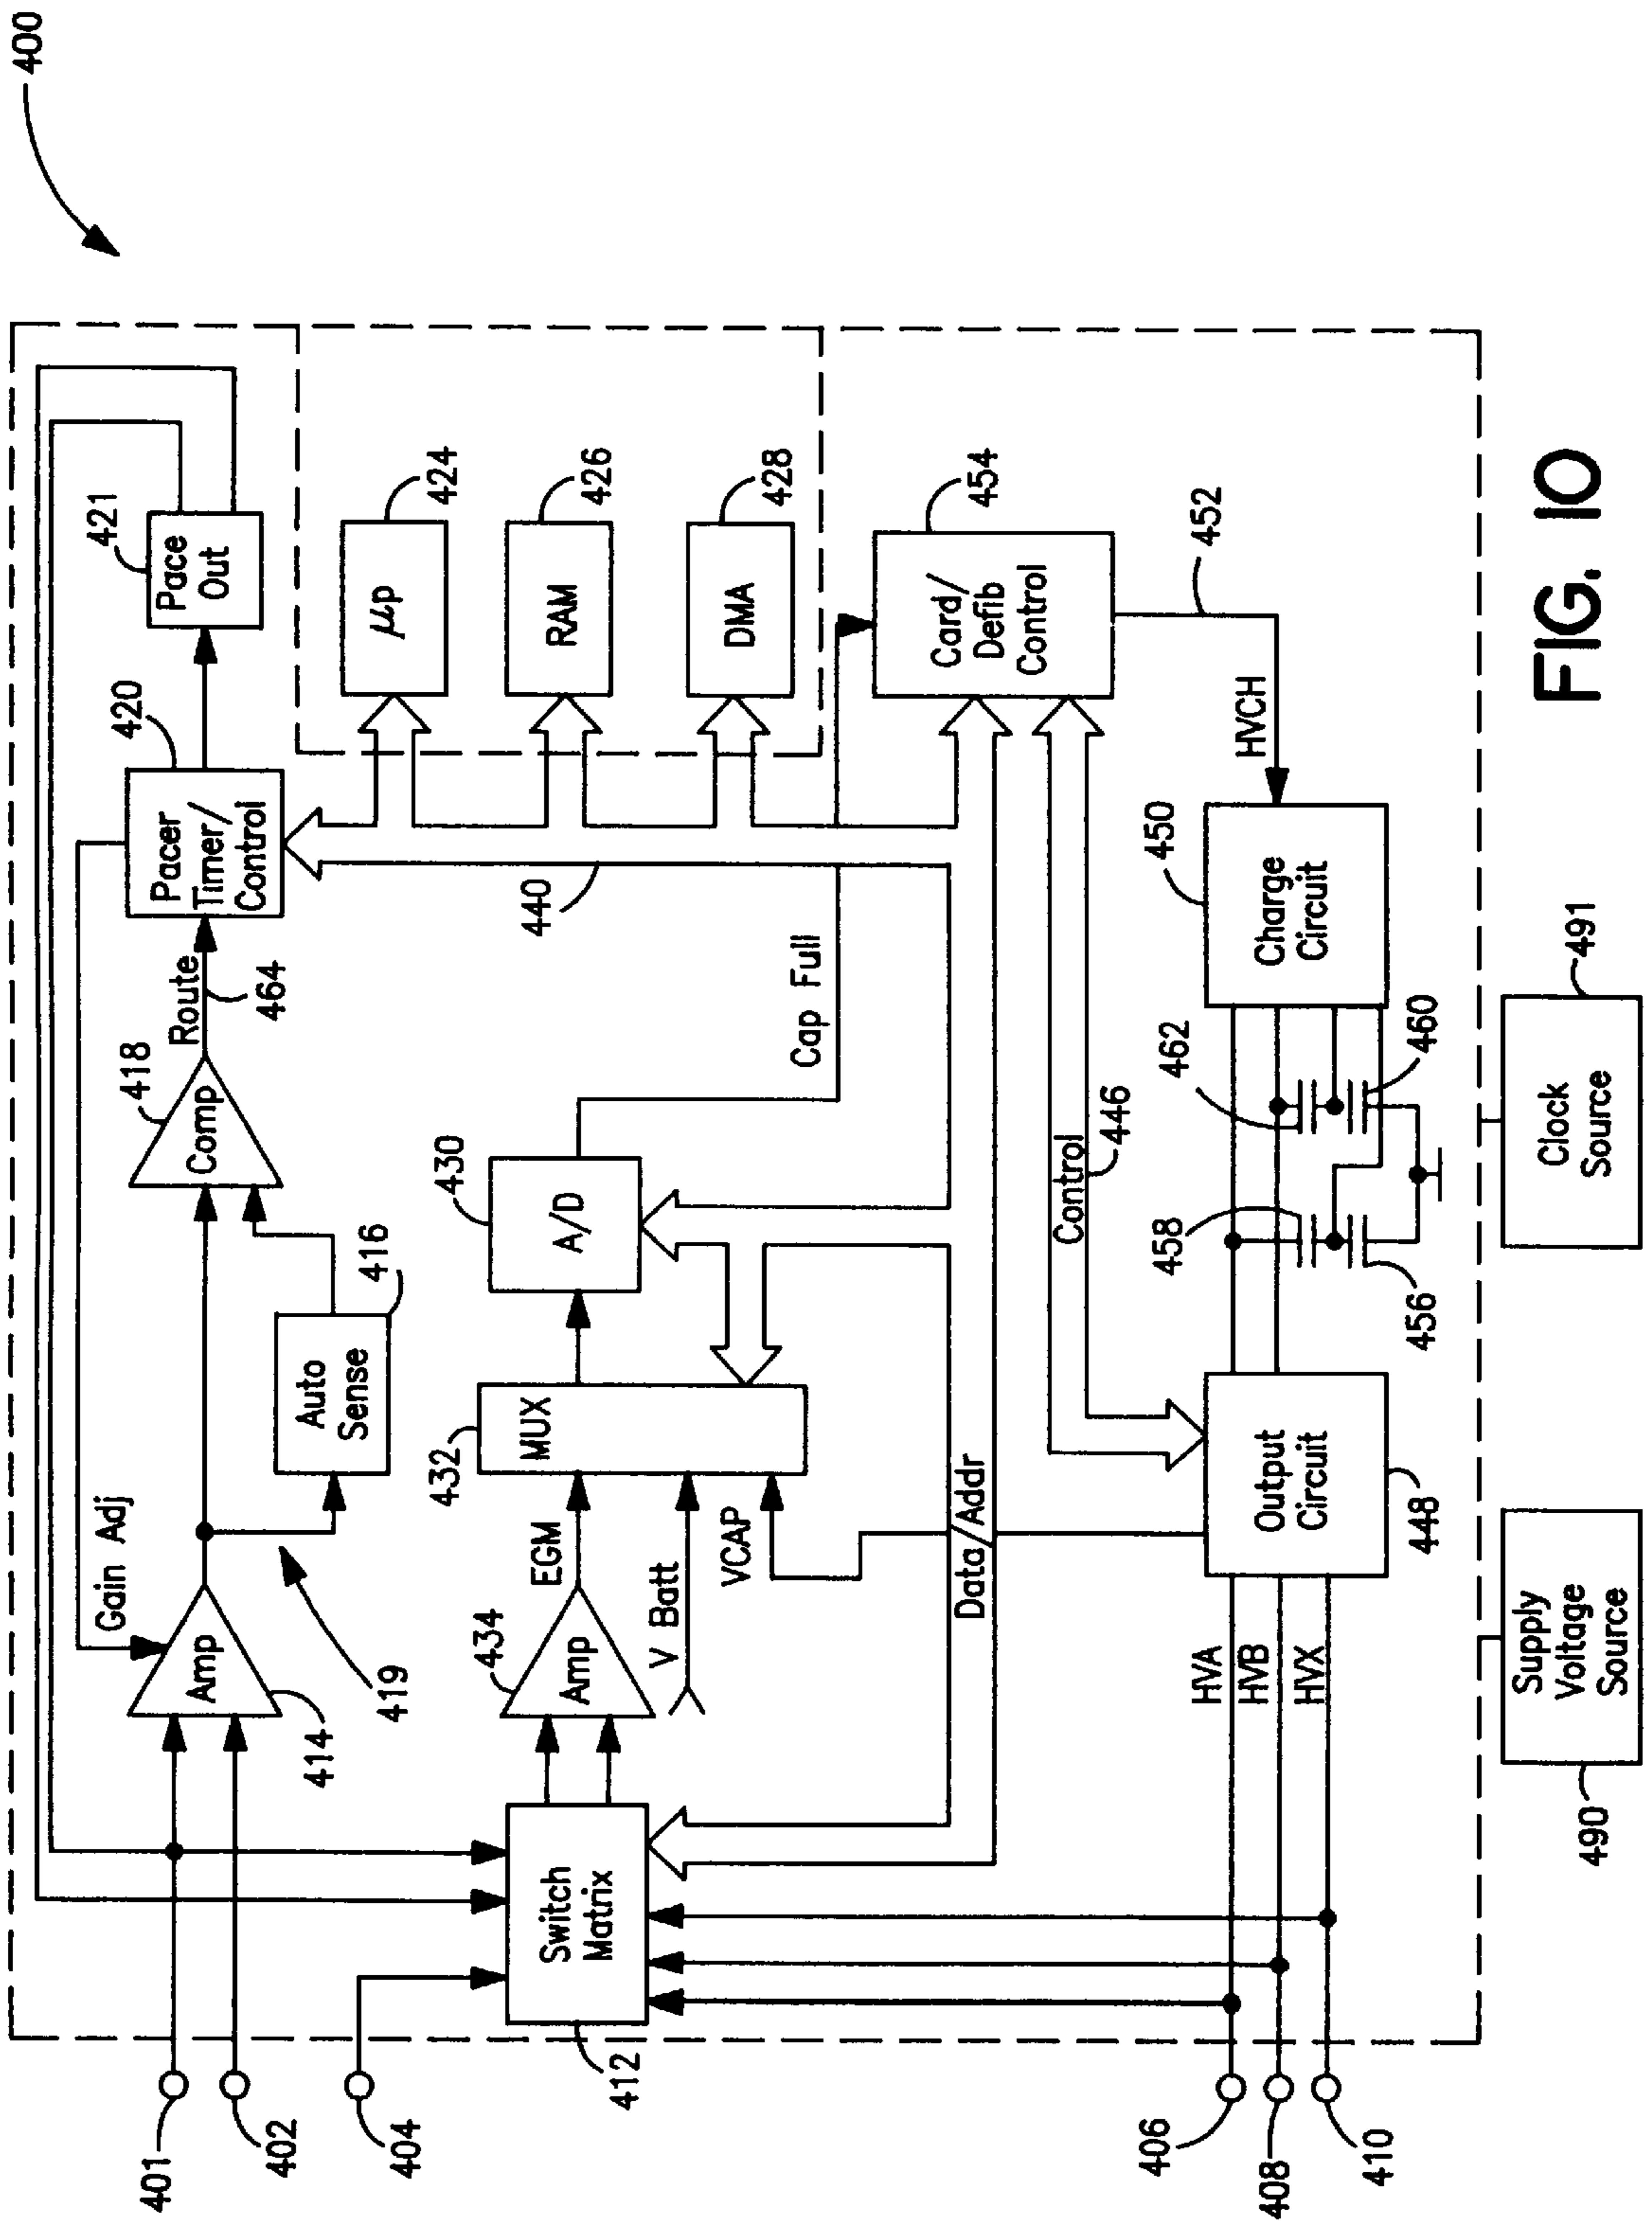 400
421
Pace
Out
420
Pacer
Timer/
Control
Route
464
418
Comp
416
Auto
Sense
Gain Adj
419
Amp
414
401
402
404
424
μp
426
RAM
428
DMA
440
Cap Full
430
A/D
432
MUX
EGM
V Batt
VCAP
434
Amp
Switch
Matrix
412
Data/Addr
454
Card/
Defib
Control
452
HVCH
450
Charge
Circuit
Control
446
462
460
458
456
Output
Circuit
448
HVA
HVB
HVX
406
408
410
491
Clock
Source
Supply
Voltage
Source
490
FIG. 10